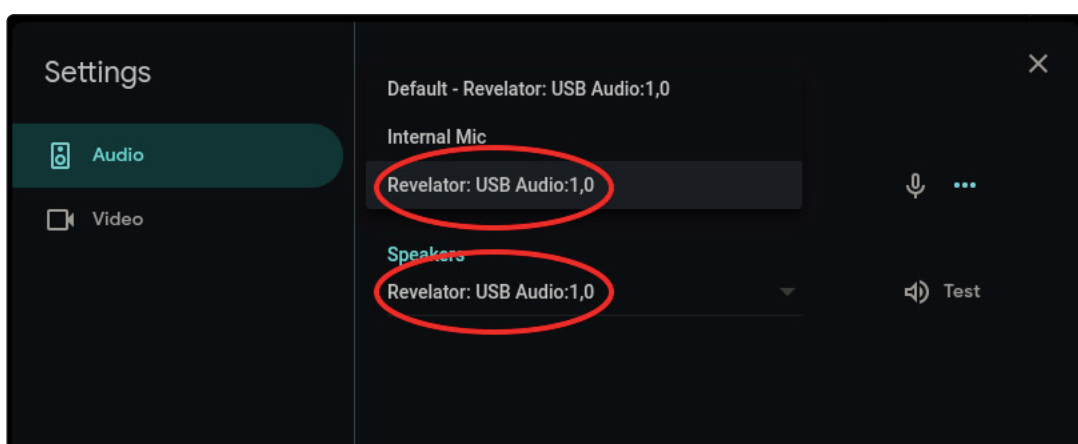 Settings
Audio
Video
Default - Revelator: USB Audio:1,0
Internal Mic
Revelator: USB Audio:1,0
Speakers
Revelator: USB Audio:1,0
Test